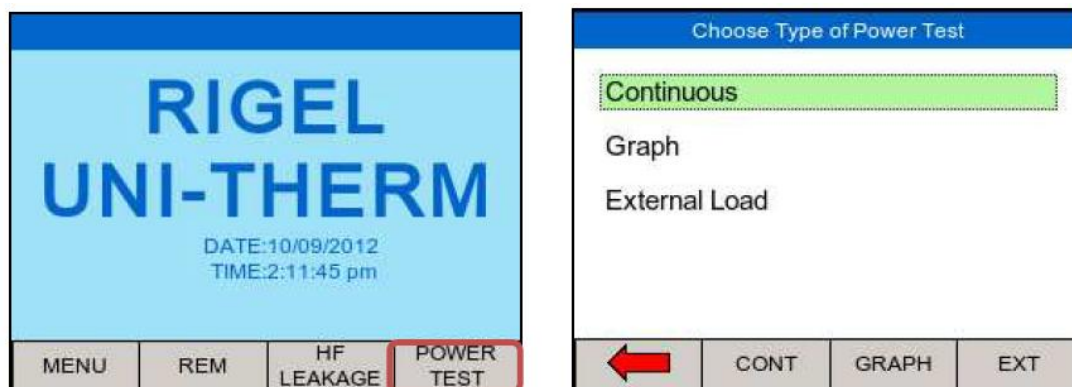 RIGEL
UNI-THERM
DATE:10/09/2012
TIME:2:11:45 pm
MENU
REM
HF
LEAKAGE
POWER
TEST
Choose Type of Power Test
Continuous
Graph
External Load
CONT
GRAPH
EXT